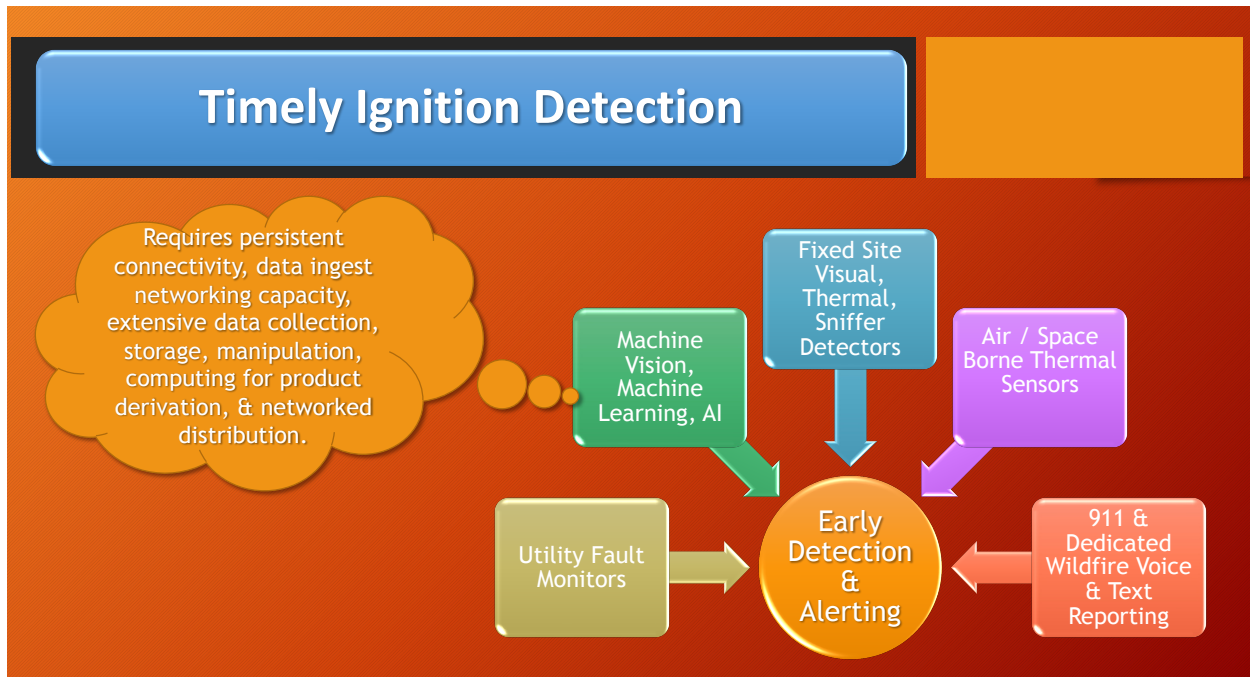 Timely Ignition Detection
Requires persistent
connectivity, data ingest
networking capacity,
extensive data collection,
storage, manipulation,
computing for product
derivation, & networked
distribution.
Utility Fault
Monitors
Machine
Vision,
Machine
Learning, AI
Fixed Site
Visual,
Thermal,
Sniffer
Detectors
Air / Space
Borne Thermal
Sensors
911 &
Dedicated
Wildfire Voice
& Text
Reporting
Early
Detection
&
Alerting